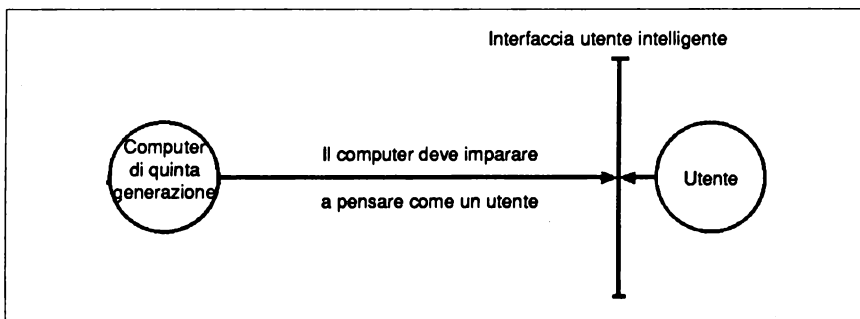 Interfaccia utente intelligente
Computer
di quinta
generazione
Il computer deve imparare
a pensare come un utente
Utente